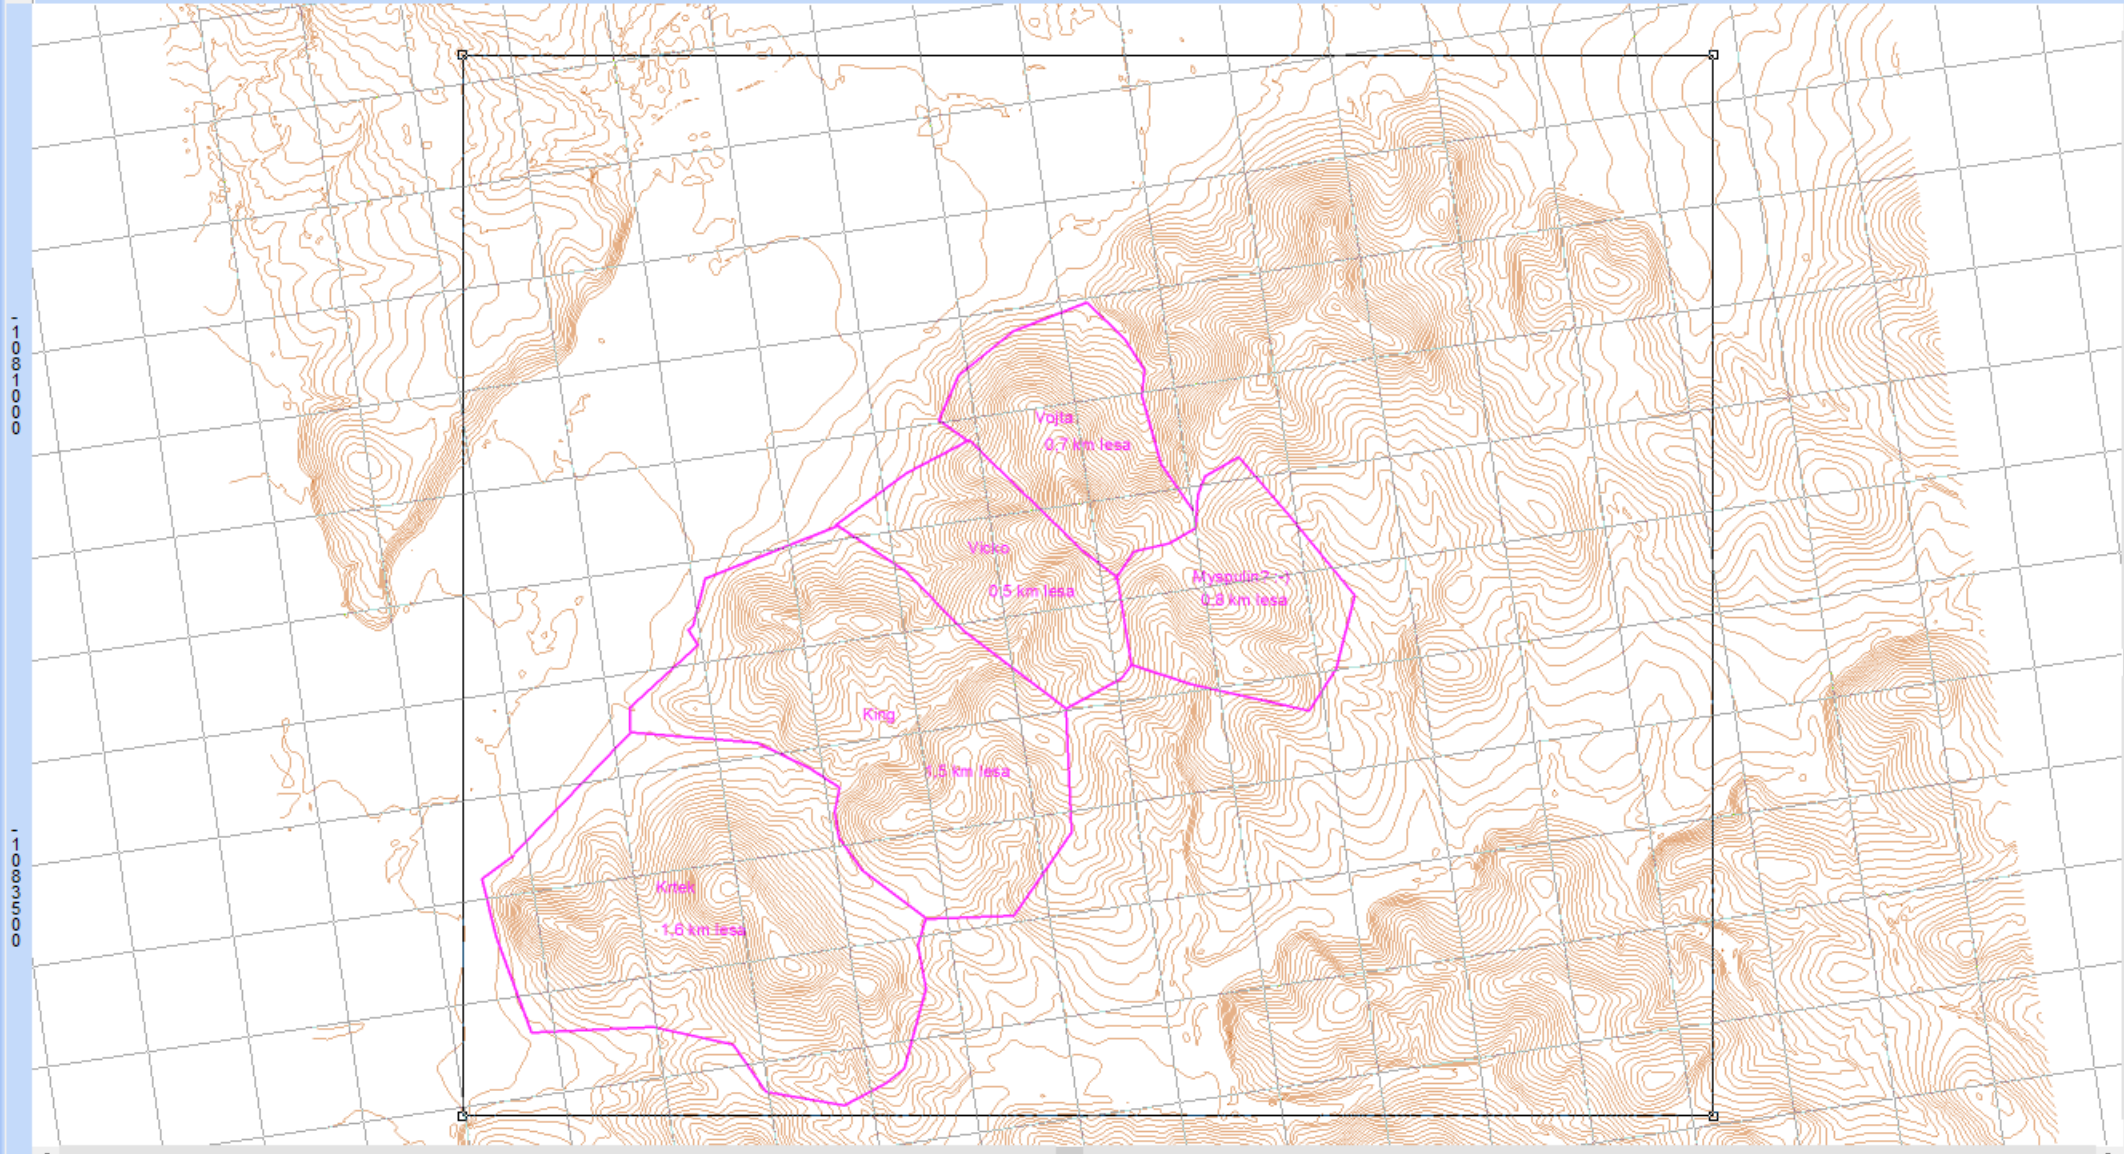 -1081000
Vojta
0,7 km lesa
Vicko
0,5 km lesa
Myspulin? :-)
0,8 km lesa
King
1,5 km lesa
-1083500
Krtek
1,6 km lesa